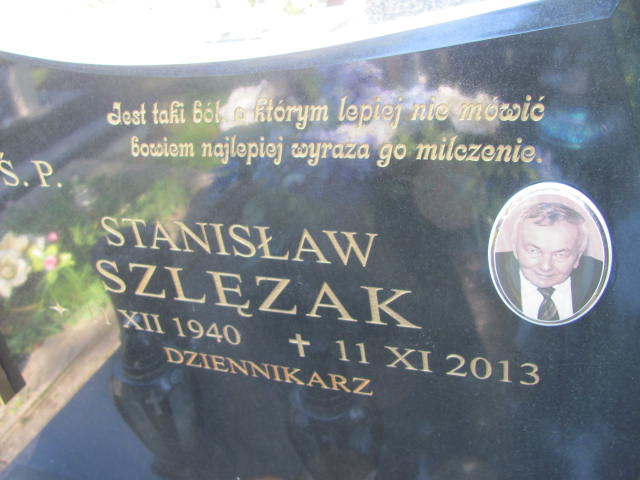 Jest taki ból, o którym lepiej nie mówić
bowiem najlepiej wyraża go milczenie.
Ś. P.
STANISŁAW
SZLĘZAK
XII 1940 11 XI 2013
DZIENNIKARZ